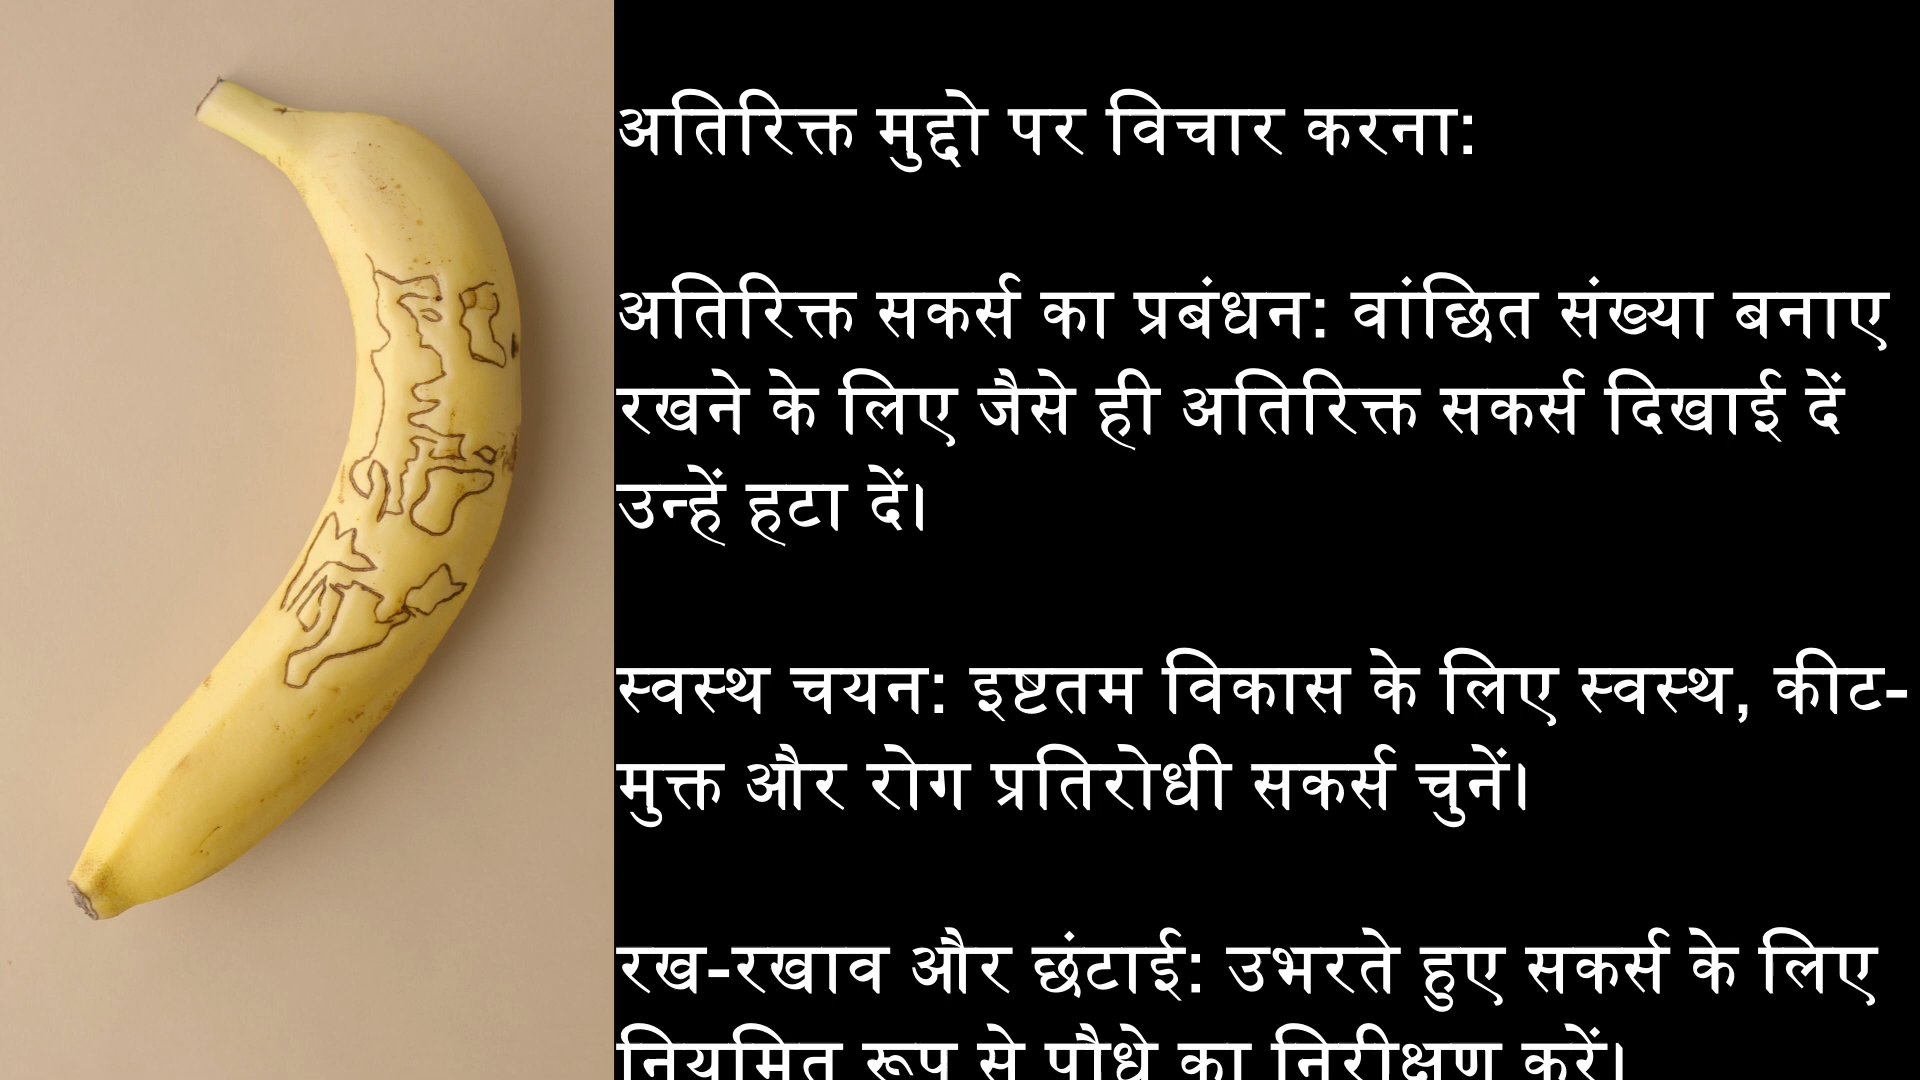 अतिरिक्त मुद्दो पर विचार करना:
अतिरिक्त सकर्स का प्रबंधन: वांछित संख्या बनाए
रखने के लिए जैसे ही अतिरिक्त सकर्स दिखाई दें
उन्हें हटा दें।
स्वस्थ चयन: इष्टतम विकास के लिए स्वस्थ, कीट-
मुक्त और रोग प्रतिरोधी सकर्स चुनें।
रख-रखाव और छंटाई: उभरते हुए सकर्स के लिए
नियमित रूप से पौधे का निरीक्षण करें।